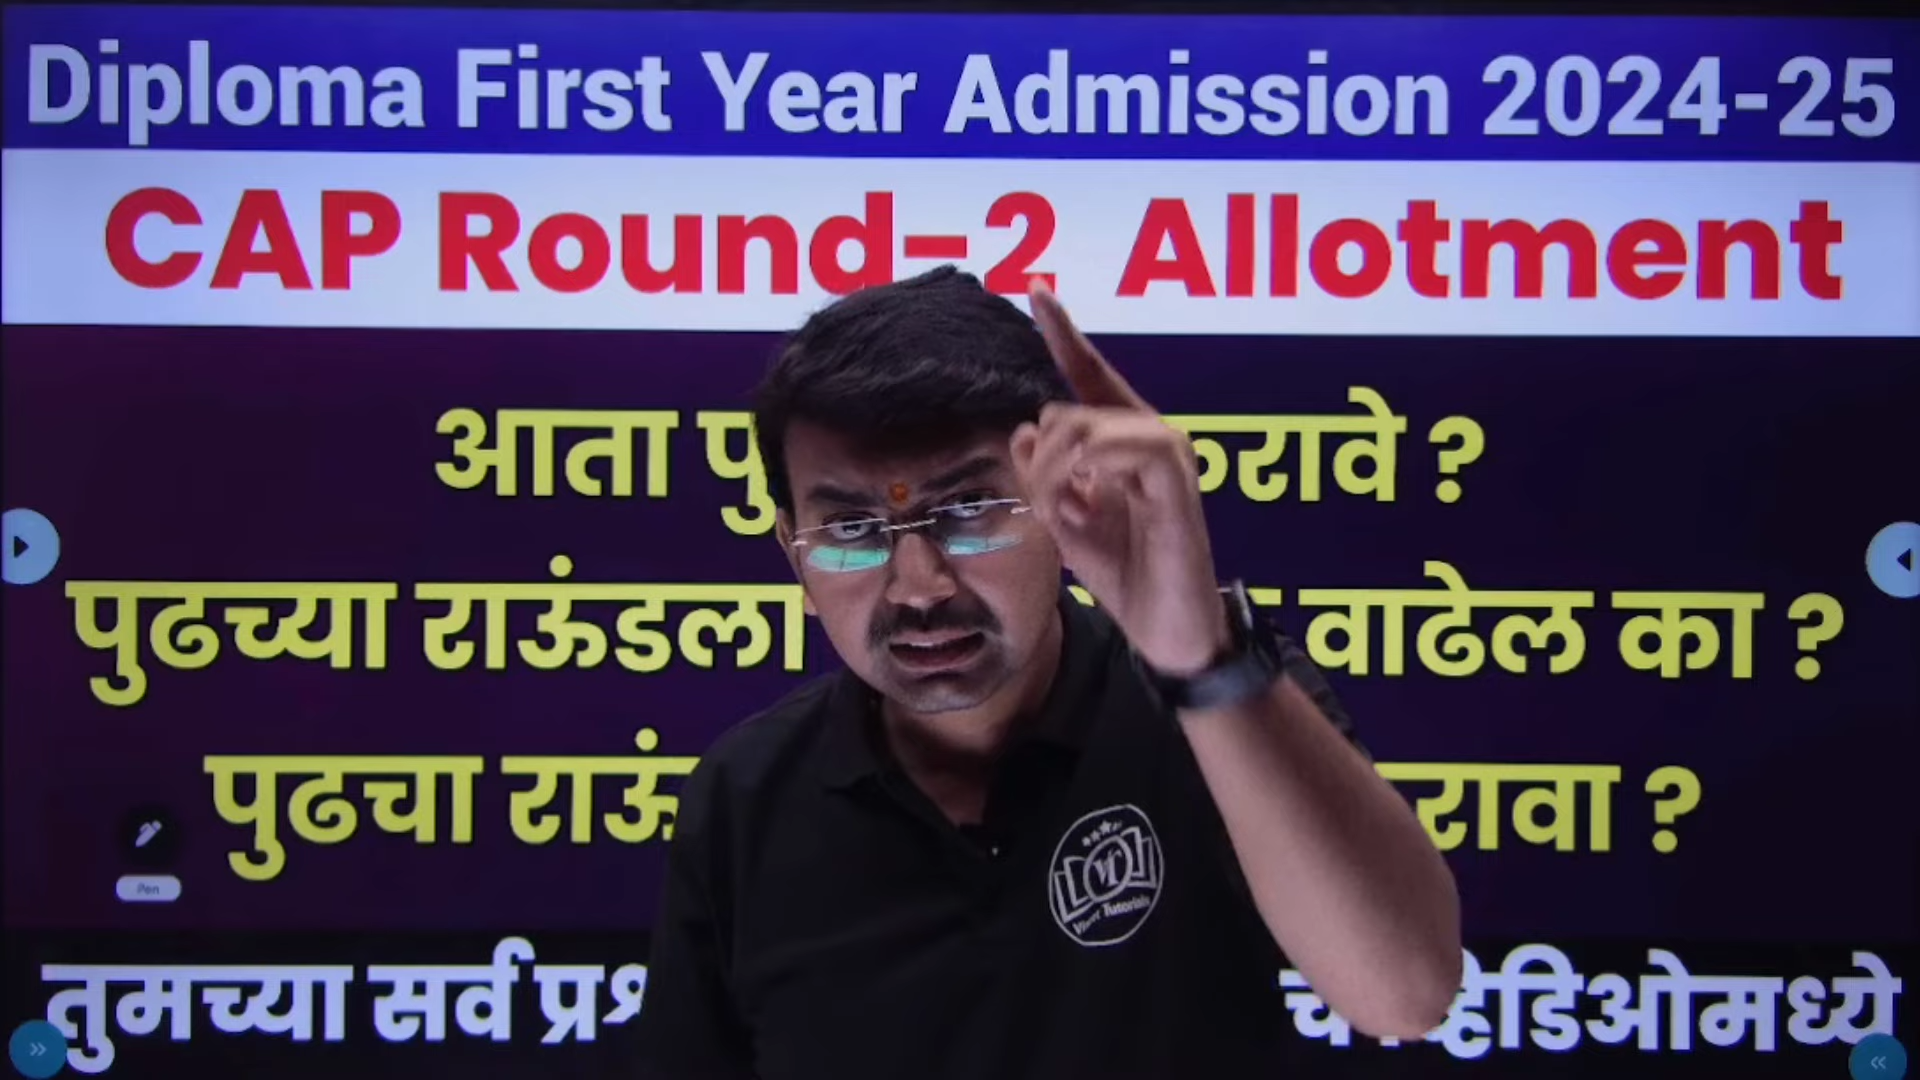 Diploma First Year Admission 2024-25
CAP Round-2 Allotment
आता करावे ?
पुढच्या राऊंडला वाढेल का ?
पुढचा ?
Pen
तुमच्या सर्व व्हिडिओमध्ये
Tutorials